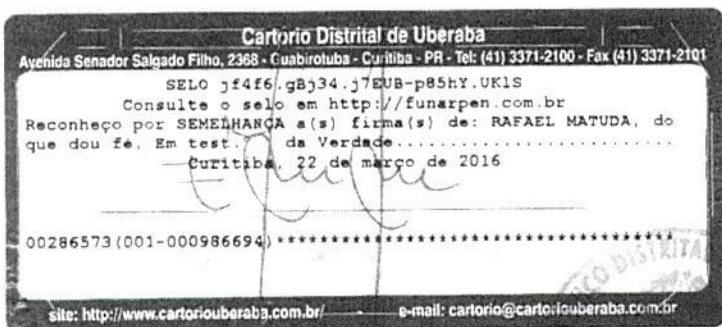 Cartório Distrital de Uberaba
Avenida Senador Salgado Filho, 2368 - Guabirotuba - Curitiba - PR - Tel: (41) 3371-2100 - Fax (41) 3371-2101
SELO jf4f6.gBj34.j7EUB-p85hY.UK1S
Consulte o selo em http://funarpen.com.br
Reconheço por SEMELHANÇA a(s) firma(s) de: RAFAEL MATUDA, do
que dou fé. Em test. da Verdade...........................
Curitiba, 22 de março de 2016
00286573(001-000986694)****************************************
DISTRITA
site: http://www.cartoriouberaba.com.br/ e-mail: cartorio@cartoriouberaba.com.br